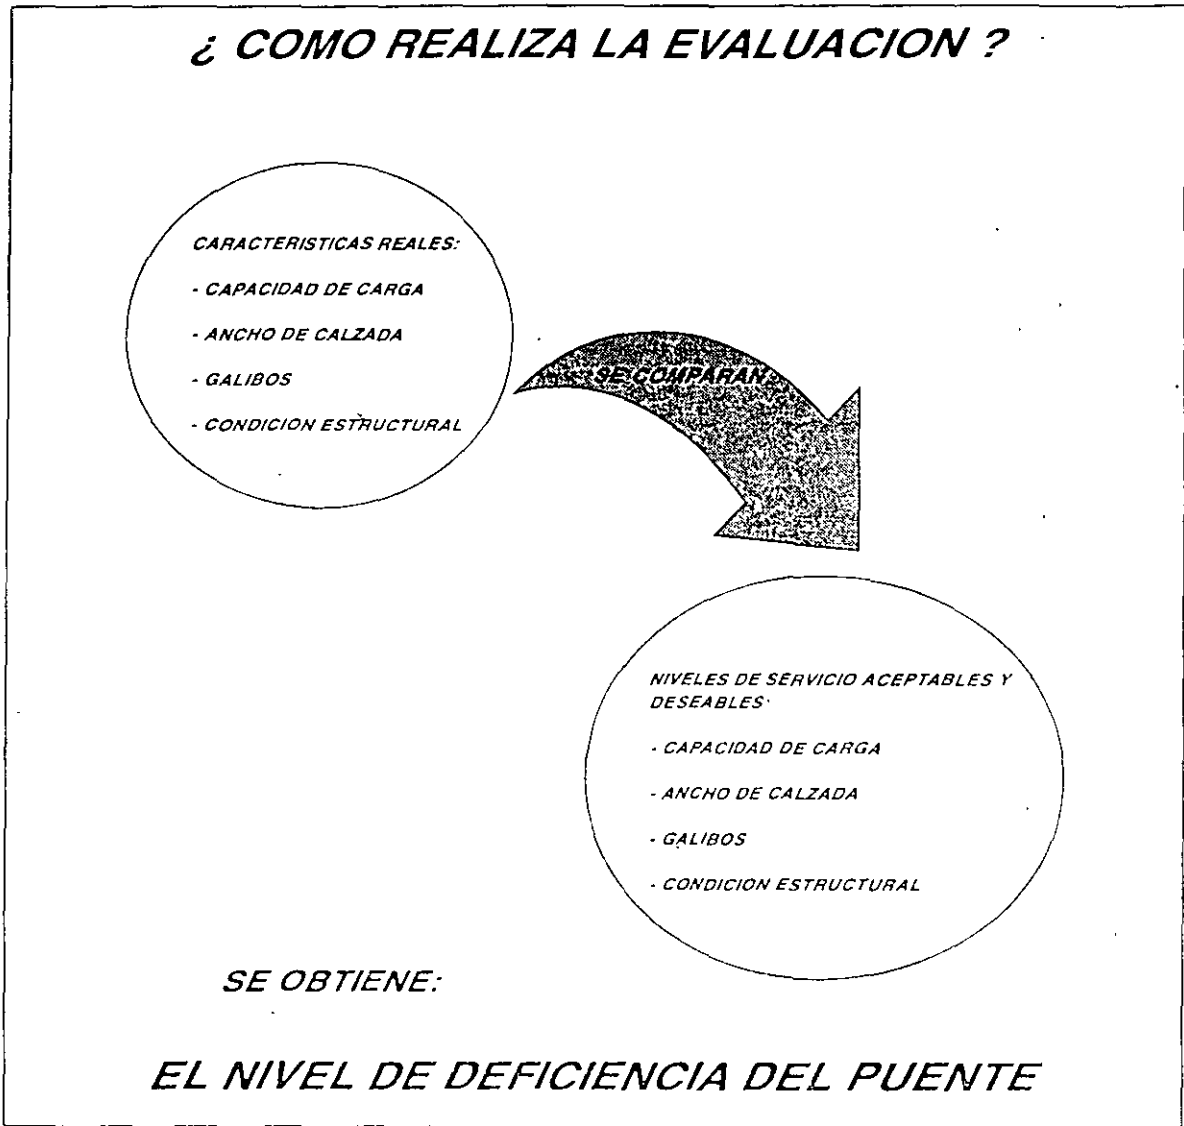 ¿ COMO REALIZA LA EVALUACION ?
CARACTERISTICAS REALES:
- CAPACIDAD DE CARGA
- ANCHO DE CALZADA
- GALIBOS
- CONDICION ESTRUCTURAL
SE COMPARAN
NIVELES DE SERVICIO ACEPTABLES Y
DESEABLES:
- CAPACIDAD DE CARGA
- ANCHO DE CALZADA
- GALIBOS
- CONDICION ESTRUCTURAL
SE OBTIENE:
EL NIVEL DE DEFICIENCIA DEL PUENTE